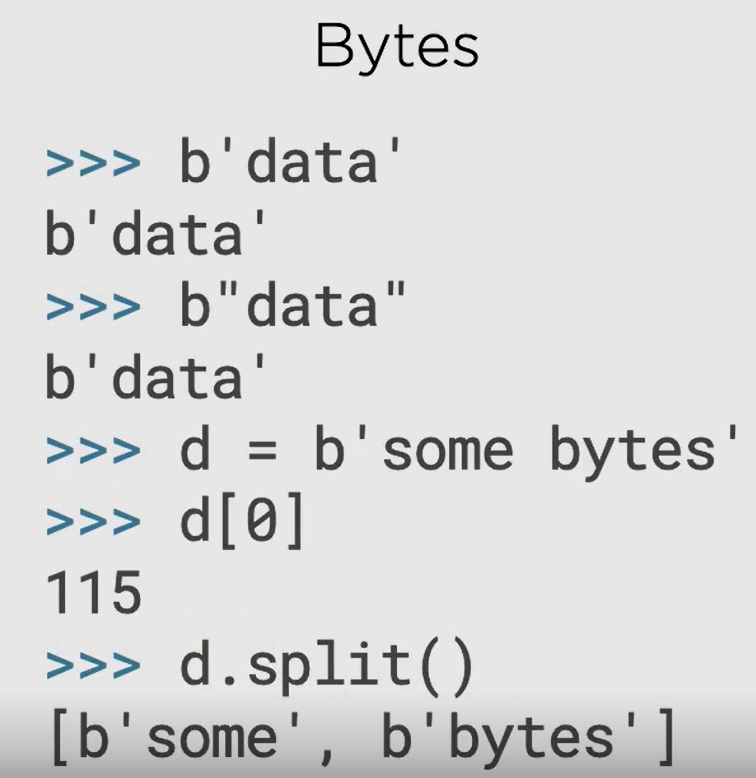 Bytes
>>> b'data'
b'data'
>>> b"data"
b'data'
>>> d = b'some bytes'
>>> d[0]
115
>>> d.split()
[b'some', b'bytes']